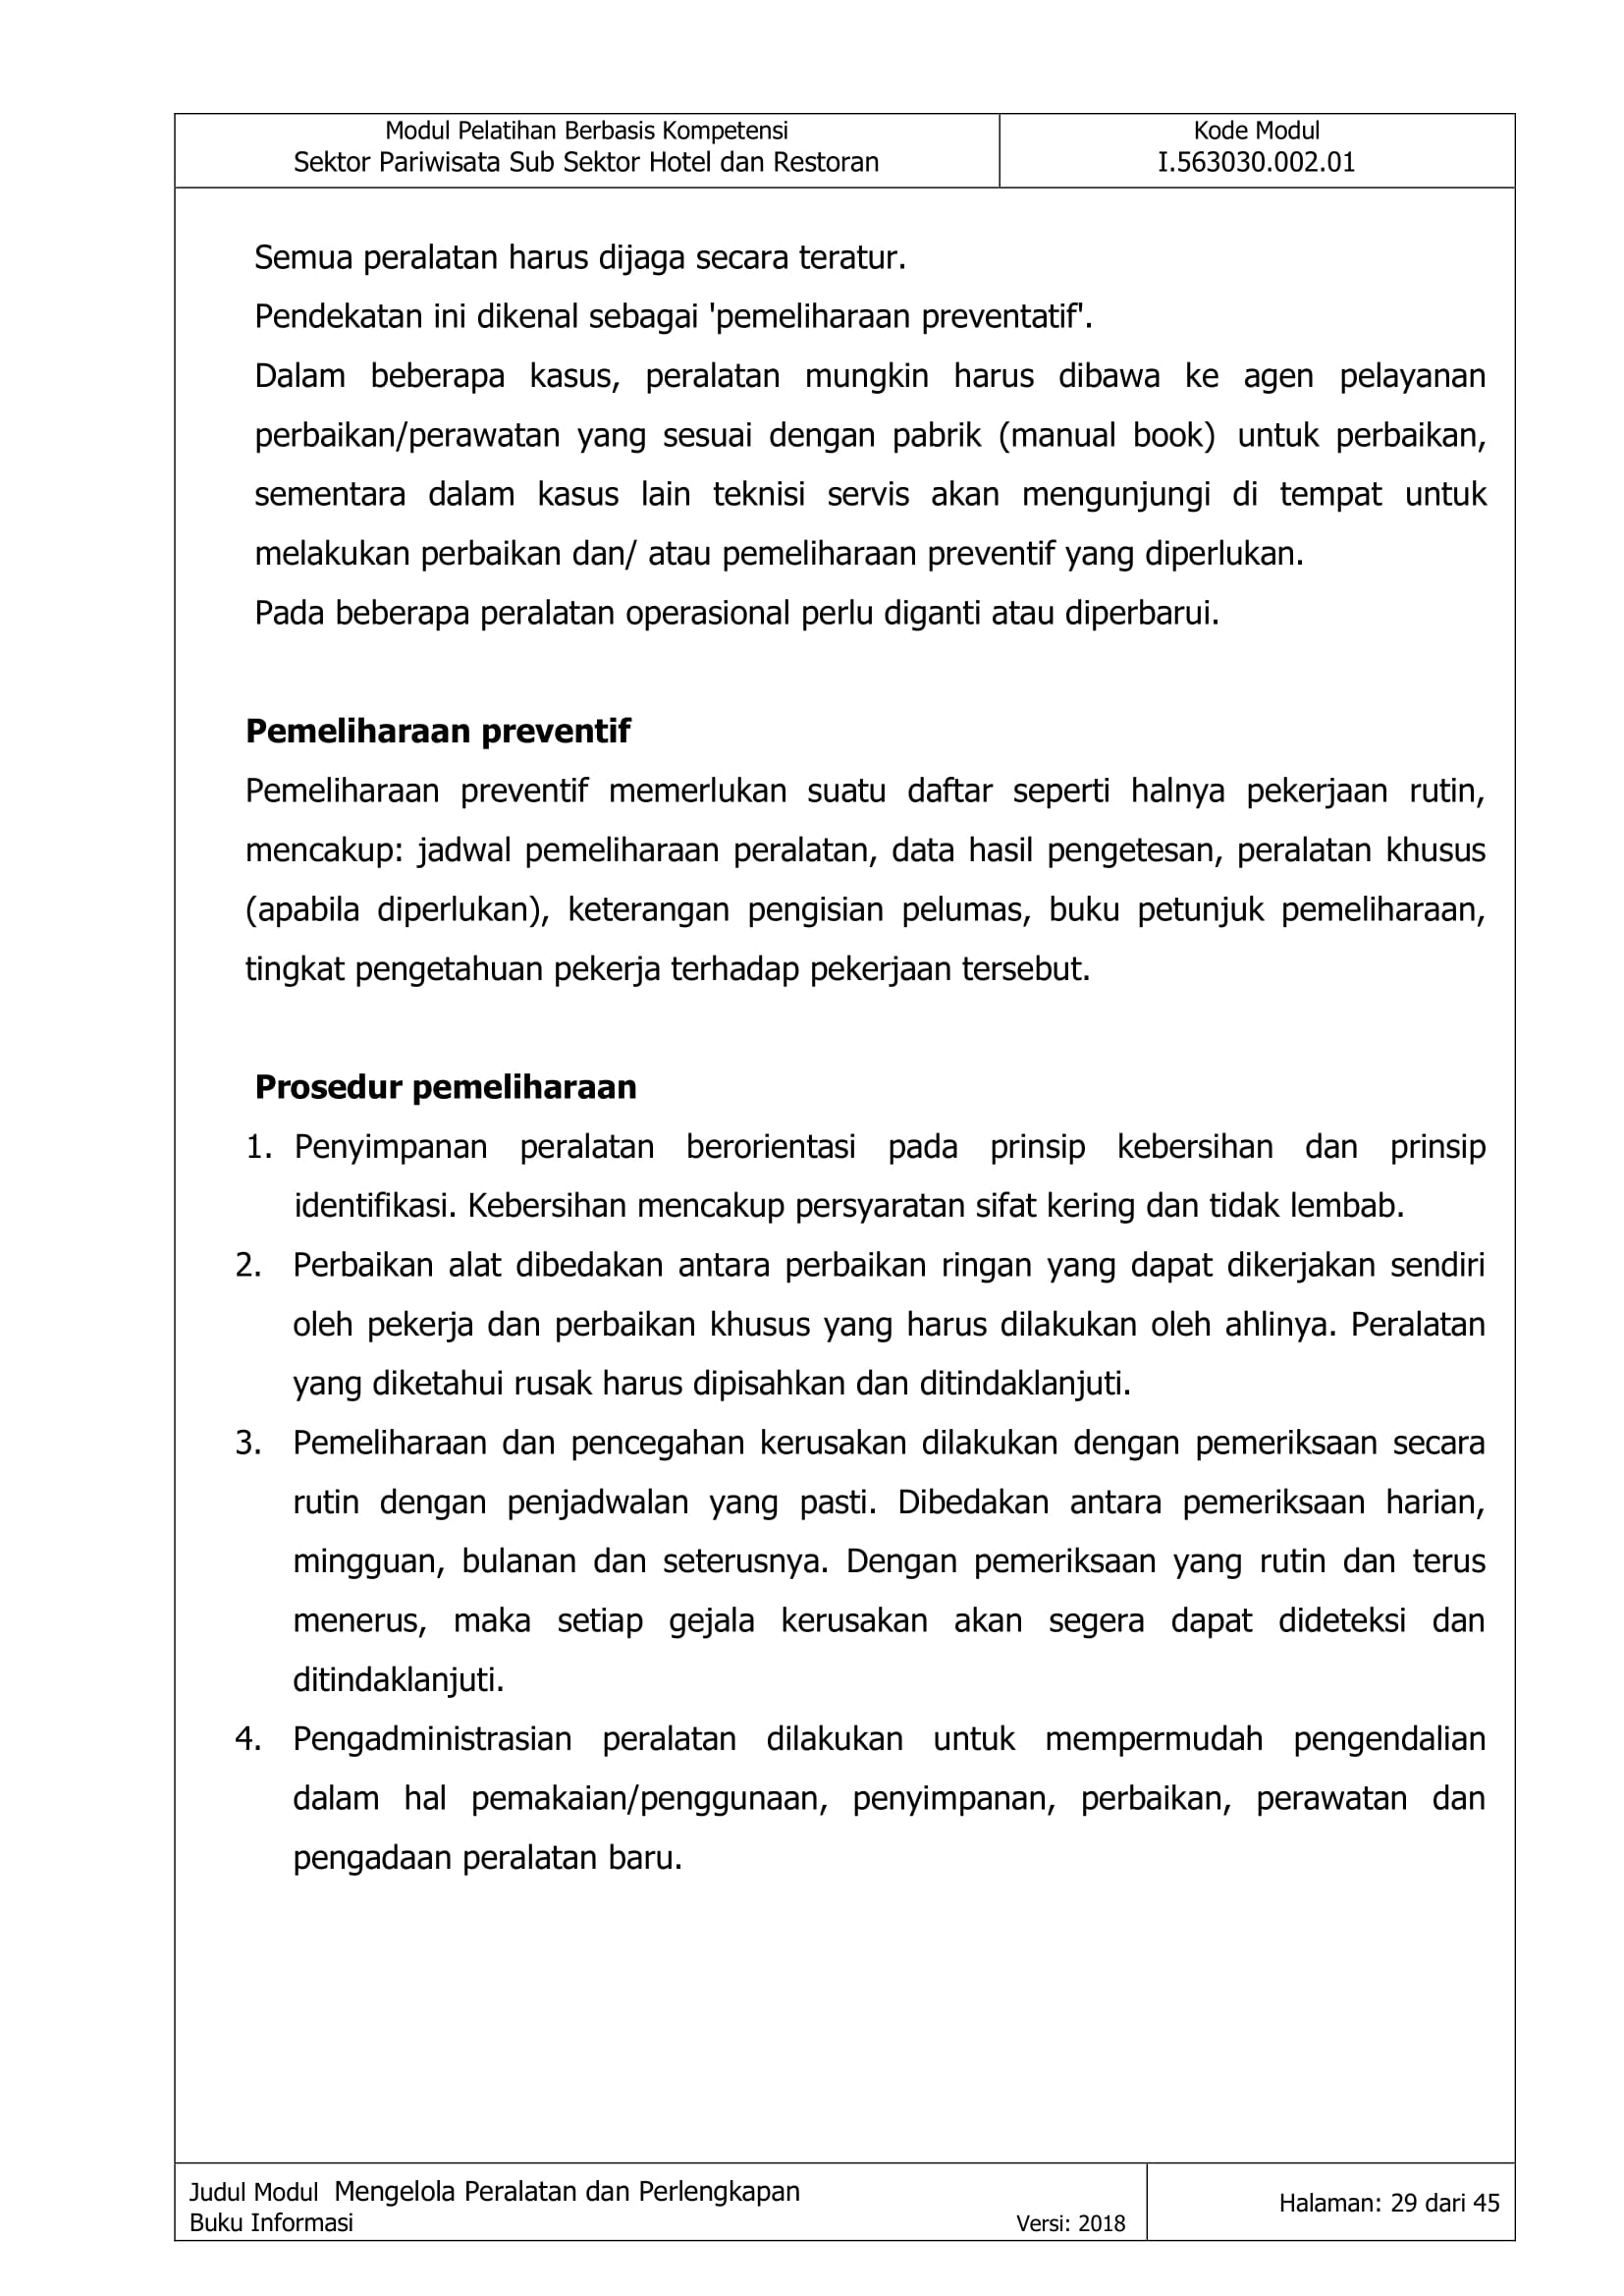 Modul Pelatihan Berbasis Kompetensi
Sektor Pariwisata Sub Sektor Hotel dan Restoran
Kode Modul
I.563030.002.01
Semua peralatan harus dijaga secara teratur.
Pendekatan ini dikenal sebagai 'pemeliharaan preventatif'.
Dalam beberapa kasus, peralatan mungkin harus dibawa ke agen pelayanan
perbaikan/perawatan yang sesuai dengan pabrik (manual book) untuk perbaikan,
sementara dalam kasus lain teknisi servis akan mengunjungi di tempat untuk
melakukan perbaikan dan/ atau pemeliharaan preventif yang diperlukan.
Pada beberapa peralatan operasional perlu diganti atau diperbarui.
Pemeliharaan preventif
Pemeliharaan preventif memerlukan suatu daftar seperti halnya pekerjaan rutin,
mencakup: jadwal pemeliharaan peralatan, data hasil pengetesan, peralatan khusus
(apabila diperlukan), keterangan pengisian pelumas, buku petunjuk pemeliharaan,
tingkat pengetahuan pekerja terhadap pekerjaan tersebut.
Prosedur pemeliharaan
1. Penyimpanan peralatan berorientasi pada prinsip kebersihan dan prinsip
identifikasi. Kebersihan mencakup persyaratan sifat kering dan tidak lembab.
2. Perbaikan alat dibedakan antara perbaikan ringan yang dapat dikerjakan sendiri
oleh pekerja dan perbaikan khusus yang harus dilakukan oleh ahlinya. Peralatan
yang diketahui rusak harus dipisahkan dan ditindaklanjuti.
3. Pemeliharaan dan pencegahan kerusakan dilakukan dengan pemeriksaan secara
rutin dengan penjadwalan yang pasti. Dibedakan antara pemeriksaan harian,
mingguan, bulanan dan seterusnya. Dengan pemeriksaan yang rutin dan terus
menerus, maka setiap gejala kerusakan akan segera dapat dideteksi dan
ditindaklanjuti.
4. Pengadministrasian peralatan dilakukan untuk mempermudah pengendalian
dalam hal pemakaian/penggunaan, penyimpanan, perbaikan, perawatan dan
pengadaan peralatan baru.
Judul Modul Mengelola Peralatan dan Perlengkapan
Buku Informasi
Versi: 2018
Halaman: 29 dari 45